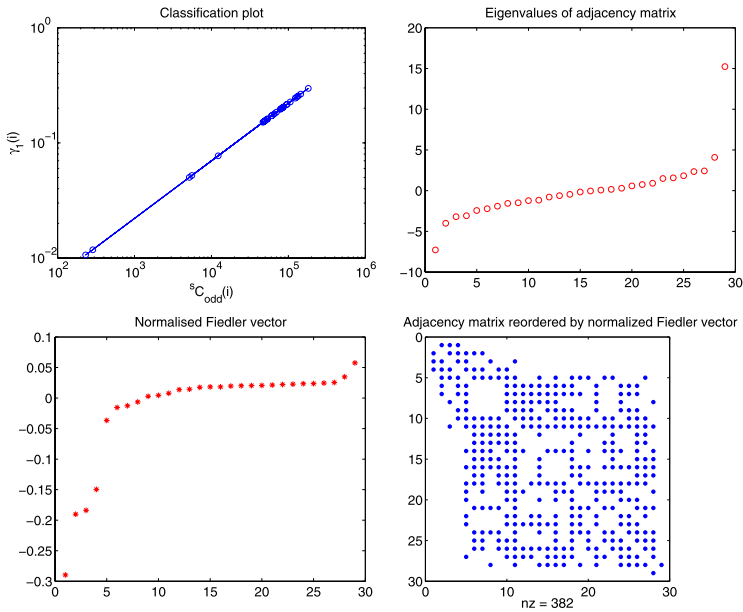 Classification plot
10^0
10^-1
10^-2
γ1(i)
10^2 10^3 10^4 10^5 10^6
sCodd(i)
Eigenvalues of adjacency matrix
20
15
10
5
0
−5
−10
0 5 10 15 20 25 30
Normalised Fiedler vector
0.1
0.05
0
−0.05
−0.1
−0.15
−0.2
−0.25
−0.3
0 5 10 15 20 25 30
Adjacency matrix reordered by normalized Fiedler vector
0
5
10
15
20
25
30
0 10 20 30
nz = 382